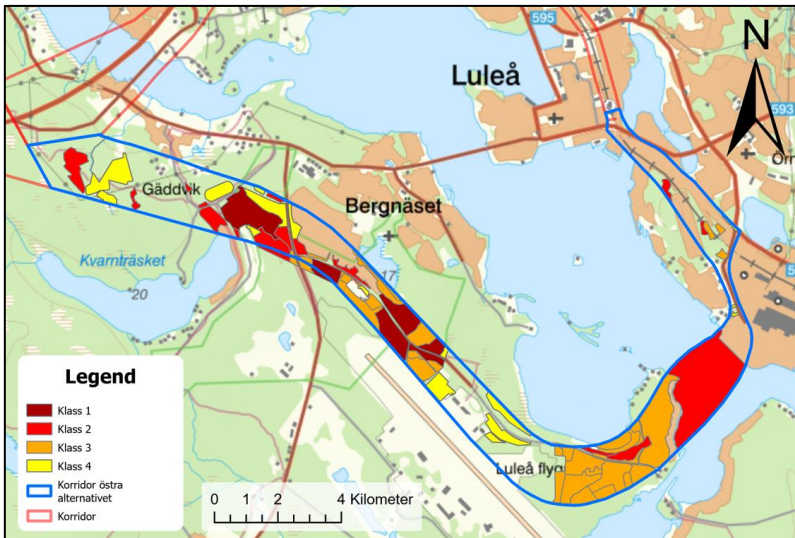 595
N
Luleå
593
Gäddvik
Bergnäset
Kvarnträsket
20
17
Legend
Klass 1
Klass 2
Klass 3
Klass 4
Korridor östra
alternativet
Korridor
Luleå flyg
0 1 2 4 Kilometer